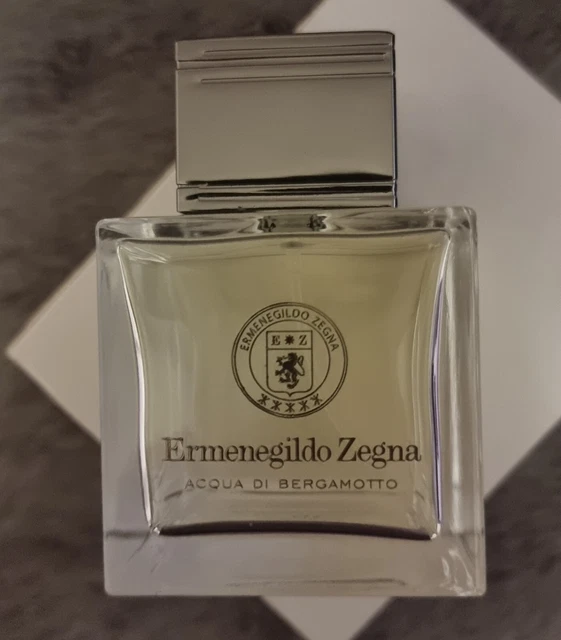 ERMENEGILDO ZEGNA
E Z
Ermenegildo Zegna
ACQUA DI BERGAMOTTO